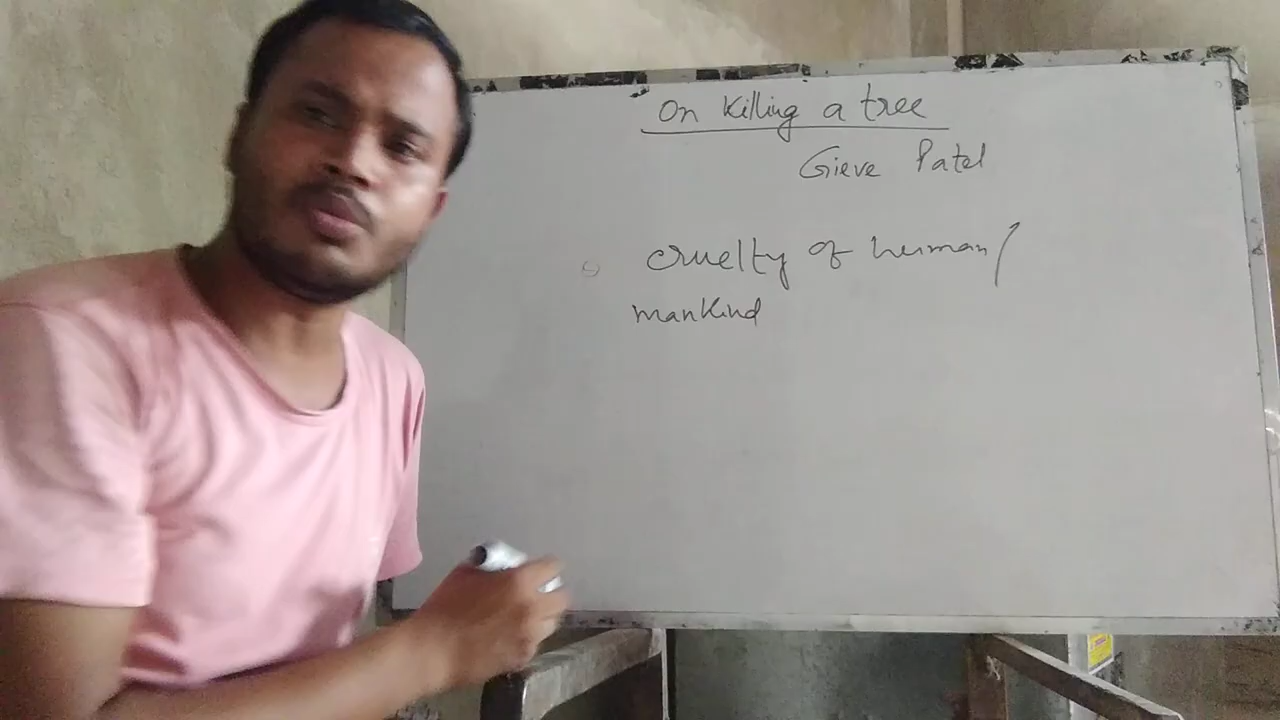 On Killing a tree
Gieve Patel
cruelty of human/
mankind